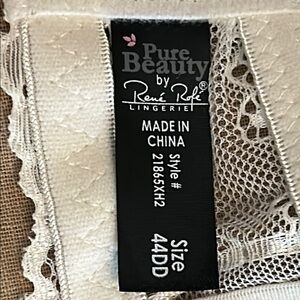 Pure
Beauty
by
René Rofé®
LINGERIE
MADE IN
CHINA
Style #
21865XH2
Size
44DD